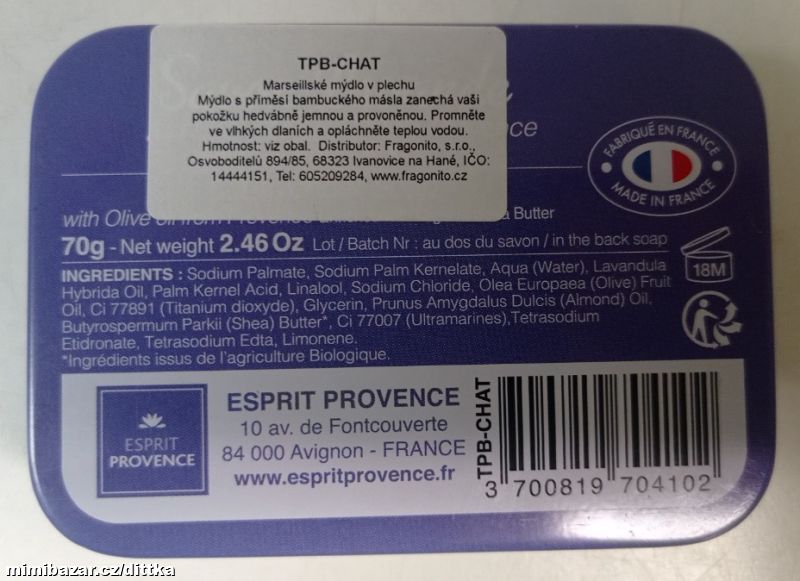 TPB-CHAT
Marseillské mýdlo v plechu
Mýdlo s příměsí bambuckého másla zanechá vaši
pokožku hedvábně jemnou a provoněnou. Promněte
ve vlhkých dlaních a opláchněte teplou vodou.
Hmotnost: viz obal. Distributor: Fragonito, s.r.o.,
Osvoboditelů 894/85, 68323 Ivanovice na Hané, IČO:
14444151, Tel: 605209284, www.fragonito.cz
FABRIQUÉ EN FRANCE
MADE IN FRANCE
with Olive oil from Provence Butter
70g - Net weight 2.46 Oz Lot / Batch Nr : au dos du savon / in the back soap
18M
INGREDIENTS : Sodium Palmate, Sodium Palm Kernelate, Aqua (Water), Lavandula
Hybrida Oil, Palm Kernel Acid, Linalool, Sodium Chloride, Olea Europaea (Olive) Fruit
Oil, Ci 77891 (Titanium dioxyde), Glycerin, Prunus Amygdalus Dulcis (Almond) Oil,
Butyrospermum Parkii (Shea) Butter*, Ci 77007 (Ultramarines),Tetrasodium
Etidronate, Tetrasodium Edta, Limonene.
*Ingrédients issus de l'agriculture Biologique.
ESPRIT
PROVENCE
ESPRIT PROVENCE
10 av. de Fontcouverte
84 000 Avignon - FRANCE
www.espritprovence.fr
TPB-CHAT
3 700819 704102
mimibazar.cz/dittka